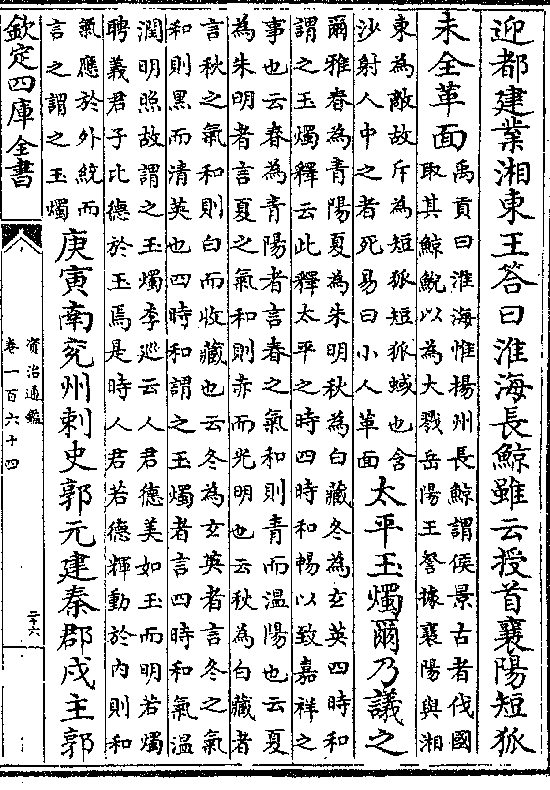 迎都建業湘東王答曰淮海長鯨雖云授首襄陽短狐
未全革面
禹貢曰淮海惟揚州長鯨謂侯景古者伐國
取其鯨鯢以為大戮岳陽王詧據襄陽與湘
東為敵故斥為短狐短狐蜮也含
沙射人中之者死易曰小人革面
太平玉燭爾乃議之
爾雅春為青陽夏為朱明秋為白藏冬為玄英四時和
謂之玉燭釋云此釋太平之時四時和暢以致嘉祥之
事也云春為青陽者言春之氣和則青而溫陽也云夏
為朱明者言夏之氣和則赤而光明也云秋為白藏者
言秋之氣和則白而收藏也云冬為玄英者言冬之氣
和則黑而清英也四時和謂之玉燭者言四時和氣溫
潤明照故謂之玉燭李巡云人君德美如玉而明若燭
聘義君子比德於玉焉是時人君若德輝動於內則和
氣應於外統而
言之謂之玉燭
庚寅南兖州刺史郭元建秦郡戍主郭
欽定四庫全書
資治通鑑
卷一百六十四
二十六